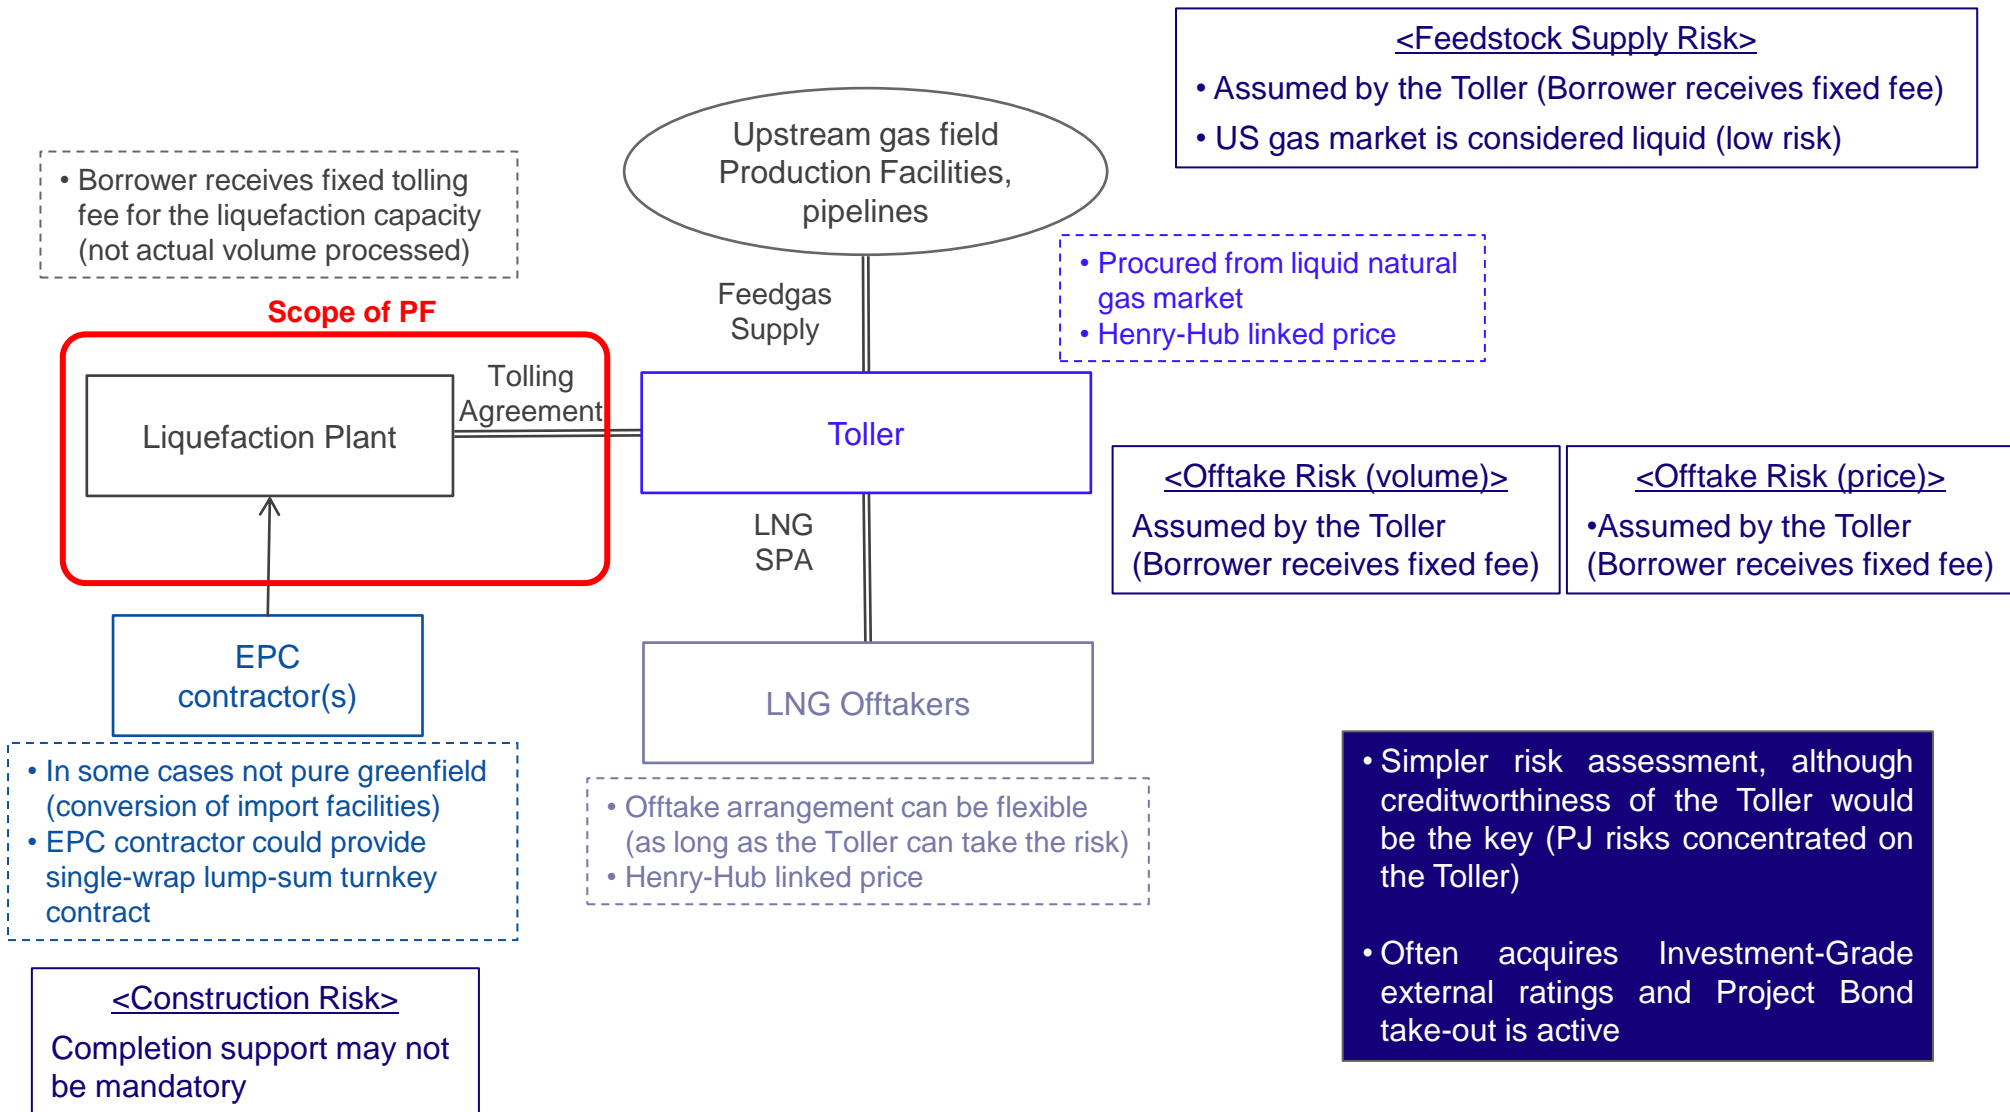 <Feedstock Supply Risk>
• Assumed by the Toller (Borrower receives fixed fee)
• US gas market is considered liquid (low risk)
Upstream gas field
Production Facilities,
pipelines
• Borrower receives fixed tolling
fee for the liquefaction capacity
(not actual volume processed)
• Procured from liquid natural
gas market
• Henry-Hub linked price
Feedgas
Supply
Scope of PF
Liquefaction Plant
Tolling
Agreement
Toller
<Offtake Risk (volume)>
Assumed by the Toller
(Borrower receives fixed fee)
<Offtake Risk (price)>
•Assumed by the Toller
(Borrower receives fixed fee)
LNG
SPA
EPC
contractor(s)
LNG Offtakers
• In some cases not pure greenfield
(conversion of import facilities)
• EPC contractor could provide
single-wrap lump-sum turnkey
contract
• Offtake arrangement can be flexible
(as long as the Toller can take the risk)
• Henry-Hub linked price
• Simpler risk assessment, although
creditworthiness of the Toller would
be the key (PJ risks concentrated on
the Toller)
• Often acquires Investment-Grade
external ratings and Project Bond
take-out is active
<Construction Risk>
Completion support may not
be mandatory